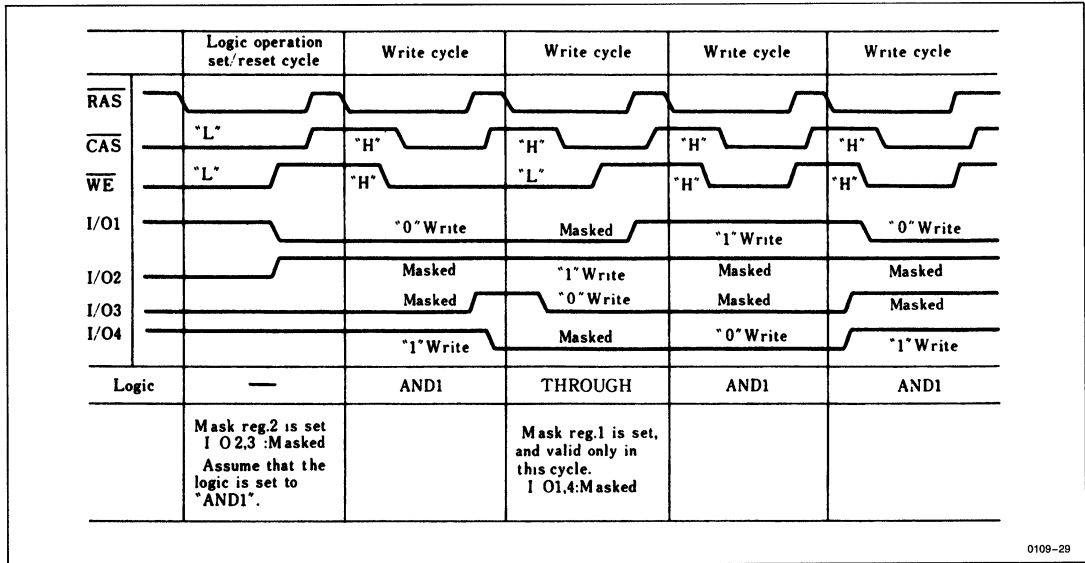 Logic operation
set/reset cycle
Write cycle
Write cycle
Write cycle
Write cycle
RAS
CAS
"L"
"H"
"H"
"H"
"H"
WE
"L"
"H"
"L"
"H"
"H"
I/O1
"0" Write
Masked
"1" Write
"0" Write
I/O2
Masked
"1" Write
Masked
Masked
I/O3
Masked
"0" Write
Masked
Masked
I/O4
"1" Write
Masked
"0" Write
"1" Write
Logic
—
AND1
THROUGH
AND1
AND1
Mask reg.2 is set
I O 2,3 :Masked
Assume that the
logic is set to
"AND1".
Mask reg.1 is set,
and valid only in
this cycle.
I O1,4:Masked
0109-29